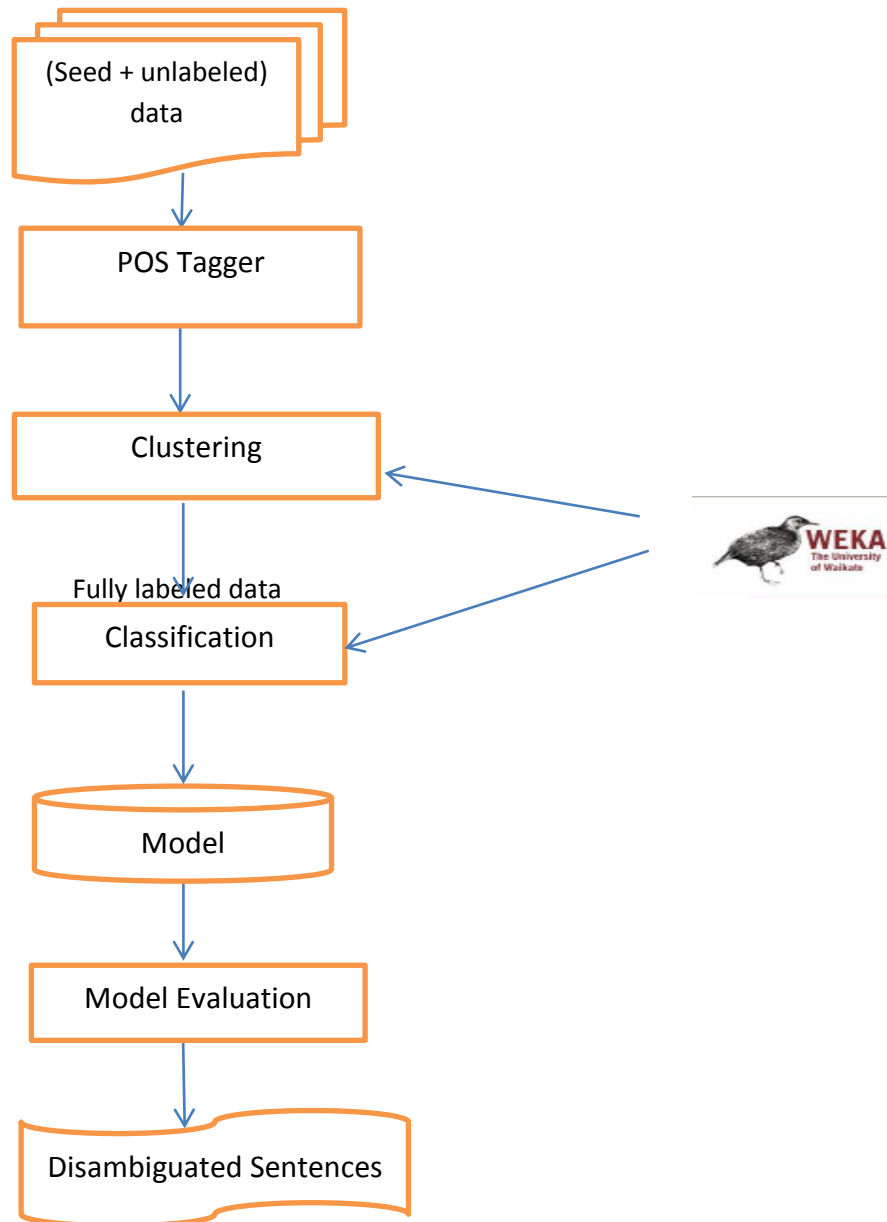 (Seed + unlabeled)
data
POS Tagger
Clustering
WEKA
The University
of Waikato
Fully labeled data
Classification
Model
Model Evaluation
Disambiguated Sentences